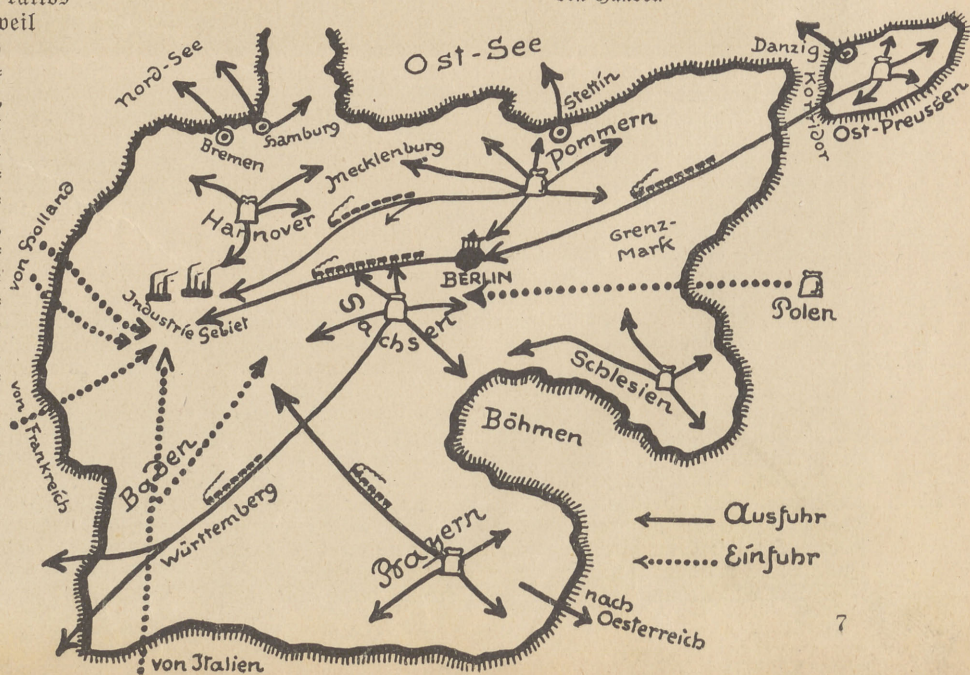 weil
Nord-See
Ost-See
Danzig
Korridor
Stettin
Ost-Preussen
Hamburg
Bremen
Pommern
Mecklenburg
Hannover
Grenz-
Mark
von Holland
BERLIN
Industrie Gebiet
Sachsen
Polen
Schlesien
von Frankreich
Böhmen
Baden
Württemberg
Bayern
Ausfuhr
Einfuhr
nach
Oesterreich
7
von Italien